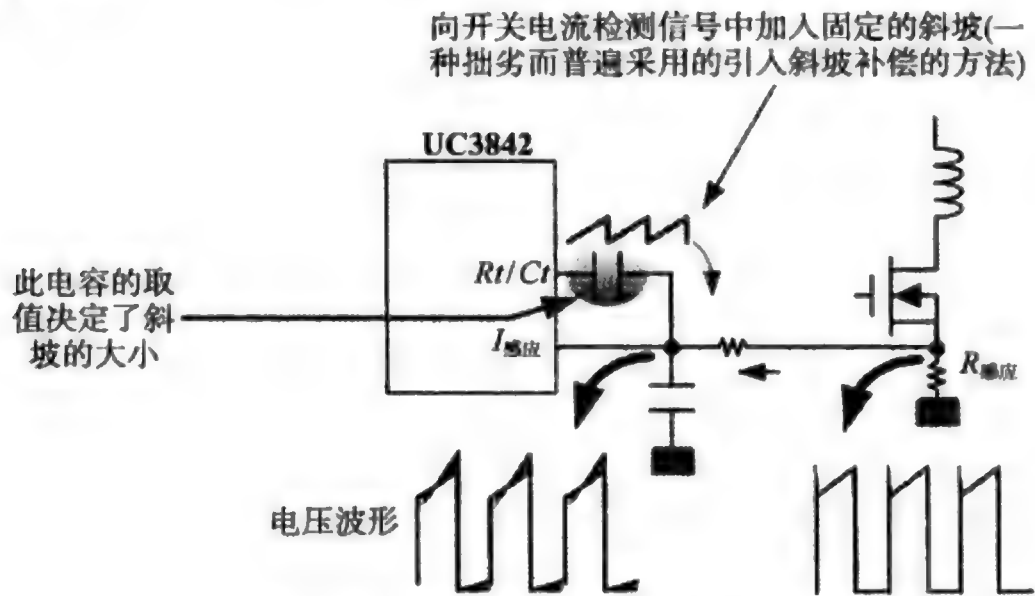 向开关电流检测信号中加入固定的斜坡(一
种拙劣而普遍采用的引入斜坡补偿的方法)
UC3842
Rt/Ct
此电容的取
值决定了斜
坡的大小
I感应
R感应
电压波形